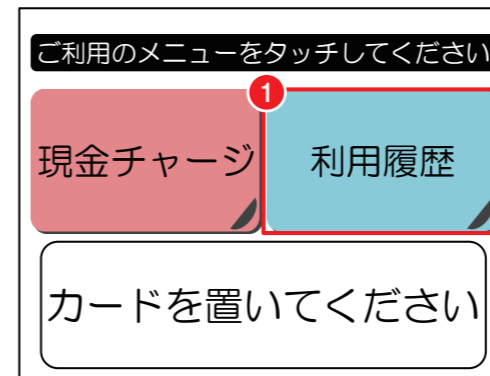 ご利用のメニューをタッチしてください
1
現金チャージ 利用履歴
カードを置いてください